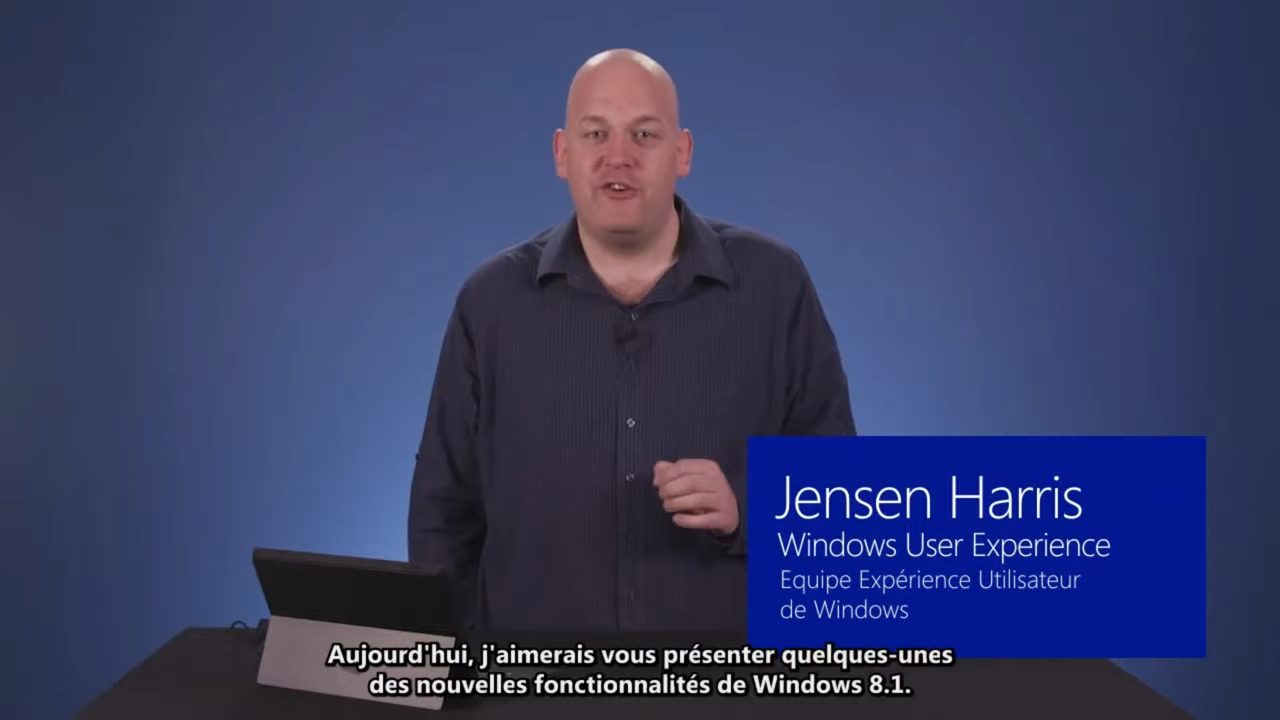 Jensen Harris
Windows User Experience
Equipe Expérience Utilisateur
de Windows
Aujourd'hui, j'aimerais vous présenter quelques-unes
des nouvelles fonctionnalités de Windows 8.1.